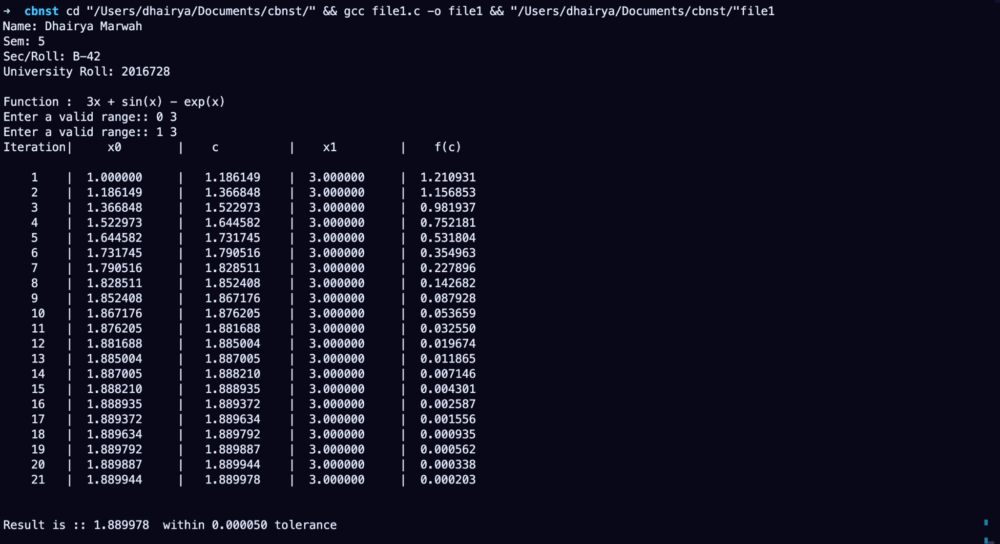 → cbnst cd "/Users/dhairya/Documents/cbnst/" && gcc file1.c -o file1 && "/Users/dhairya/Documents/cbnst/"file1
Name: Dhairya Marwah
Sem: 5
Sec/Roll: B-42
University Roll: 2016728
Function :  3x + sin(x) - exp(x)
Enter a valid range:: 0 3
Enter a valid range:: 1 3
Iteration|     x0        |    c          |    x1         |    f(c)
1    |  1.000000     |   1.186149    |  3.000000     |  1.210931
2    |  1.186149     |   1.366848    |  3.000000     |  1.156853
3    |  1.366848     |   1.522973    |  3.000000     |  0.981937
4    |  1.522973     |   1.644582    |  3.000000     |  0.752181
5    |  1.644582     |   1.731745    |  3.000000     |  0.531804
6    |  1.731745     |   1.790516    |  3.000000     |  0.354963
7    |  1.790516     |   1.828511    |  3.000000     |  0.227896
8    |  1.828511     |   1.852408    |  3.000000     |  0.142682
9    |  1.852408     |   1.867176    |  3.000000     |  0.087928
10   |  1.867176     |   1.876205    |  3.000000     |  0.053659
11   |  1.876205     |   1.881688    |  3.000000     |  0.032550
12   |  1.881688     |   1.885004    |  3.000000     |  0.019674
13   |  1.885004     |   1.887005    |  3.000000     |  0.011865
14   |  1.887005     |   1.888210    |  3.000000     |  0.007146
15   |  1.888210     |   1.888935    |  3.000000     |  0.004301
16   |  1.888935     |   1.889372    |  3.000000     |  0.002587
17   |  1.889372     |   1.889634    |  3.000000     |  0.001556
18   |  1.889634     |   1.889792    |  3.000000     |  0.000935
19   |  1.889792     |   1.889887    |  3.000000     |  0.000562
20   |  1.889887     |   1.889944    |  3.000000     |  0.000338
21   |  1.889944     |   1.889978    |  3.000000     |  0.000203
Result is :: 1.889978  within 0.000050 tolerance